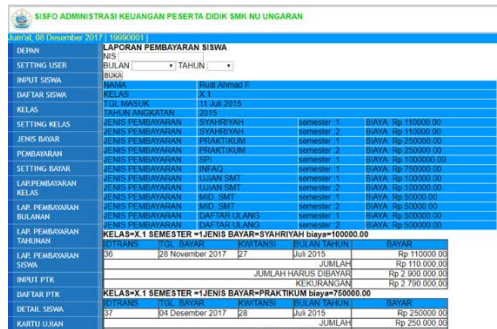 SISFO ADMINISTRASI KEUANGAN PESERTA DIDIK SMK NU UNGARAN
Jum'at, 08 Desember 2017 | 19990001 |
DEPAN
SETTING USER
INPUT SISWA
DAFTAR SISWA
KELAS
SETTING KELAS
JENIS BAYAR
PEMBAYARAN
SETTING BAYAR
LAP.PEMBAYARAN
KELAS
LAP. PEMBAYARAN
BULANAN
LAP. PEMBAYARAN
TAHUNAN
LAP. PEMBAYARAN
SISWA
INPUT PTK
DAFTAR PTK
DETAIL SISWA
KARTU UJIAN
LAPORAN PEMBAYARAN SISWA
NIS
BULAN TAHUN
BUKA
NAMA Rudi Ahmad F
KELAS X.1
TGL MASUK 11 Juli 2015
TAHUN ANGKATAN 2015
JENIS PEMBAYARAN SYAHRIYAH semester :1 BIAYA: Rp 110000.00
JENIS PEMBAYARAN SYAHRIYAH semester :2 BIAYA: Rp 110000.00
JENIS PEMBAYARAN PRAKTIKUM semester :1 BIAYA: Rp 250000.00
JENIS PEMBAYARAN PRAKTIKUM semester :2 BIAYA: Rp 250000.00
JENIS PEMBAYARAN SPI semester :1 BIAYA: Rp 1000000.00
JENIS PEMBAYARAN INFAQ semester :1 BIAYA: Rp 750000.00
JENIS PEMBAYARAN UJIAN SMT semester :1 BIAYA: Rp 100000.00
JENIS PEMBAYARAN UJIAN SMT semester :2 BIAYA: Rp 100000.00
JENIS PEMBAYARAN MID. SMT semester :1 BIAYA: Rp 50000.00
JENIS PEMBAYARAN MID. SMT semester :2 BIAYA: Rp 50000.00
JENIS PEMBAYARAN DAFTAR ULANG semester :1 BIAYA: Rp 500000.00
JENIS PEMBAYARAN DAFTAR ULANG semester :2 BIAYA: Rp 500000.00
KELAS=X.1 SEMESTER =1JENIS BAYAR=SYAHRIYAH biaya=100000.00
IDTRANS TGL. BAYAR KWITANSI BULAN TAHUN BAYAR
36 28 November 2017 27 Juli 2015 Rp 110000.00
JUMLAH Rp 110.000.00
JUMLAH HARUS DIBAYAR Rp 2.900.000.00
KEKURANGAN Rp 2.790.000.00
KELAS=X.1 SEMESTER =1JENIS BAYAR=PRAKTIKUM biaya=750000.00
IDTRANS TGL. BAYAR KWITANSI BULAN TAHUN BAYAR
37 04 Desember 2017 28 Juli 2015 Rp 250000.00
JUMLAH Rp 250.000.00